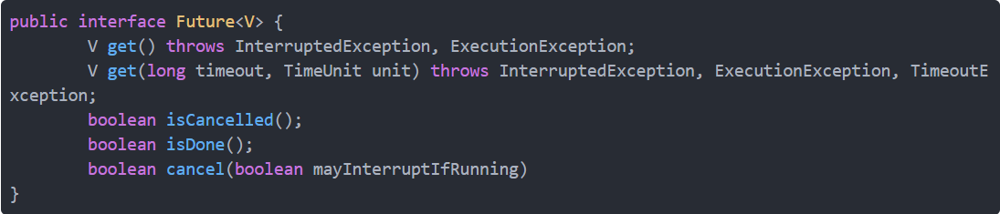 public interface Future<V> {
        V get() throws InterruptedException, ExecutionException;
        V get(long timeout, TimeUnit unit) throws InterruptedException, ExecutionException, TimeoutE
xception;
        boolean isCancelled();
        boolean isDone();
        boolean cancel(boolean mayInterruptIfRunning)
}